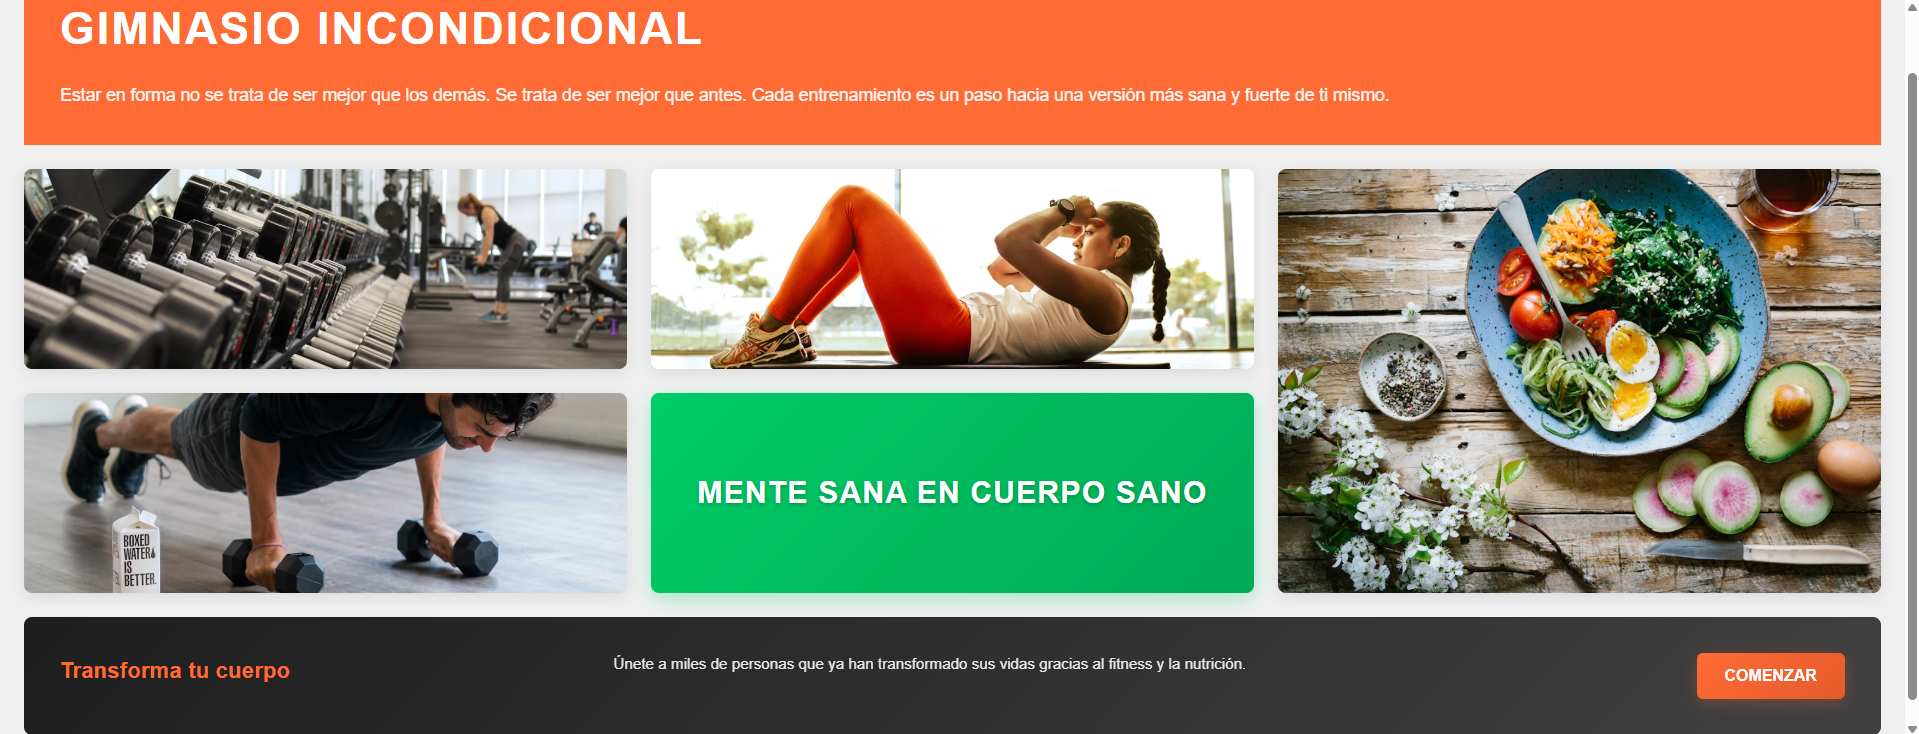 GIMNASIO INCONDICIONAL
Estar en forma no se trata de ser mejor que los demás. Se trata de ser mejor que antes. Cada entrenamiento es un paso hacia una versión más sana y fuerte de ti mismo.
BOXED
WATER
IS
BETTER.
MENTE SANA EN CUERPO SANO
Transforma tu cuerpo
Únete a miles de personas que ya han transformado sus vidas gracias al fitness y la nutrición.
COMENZAR